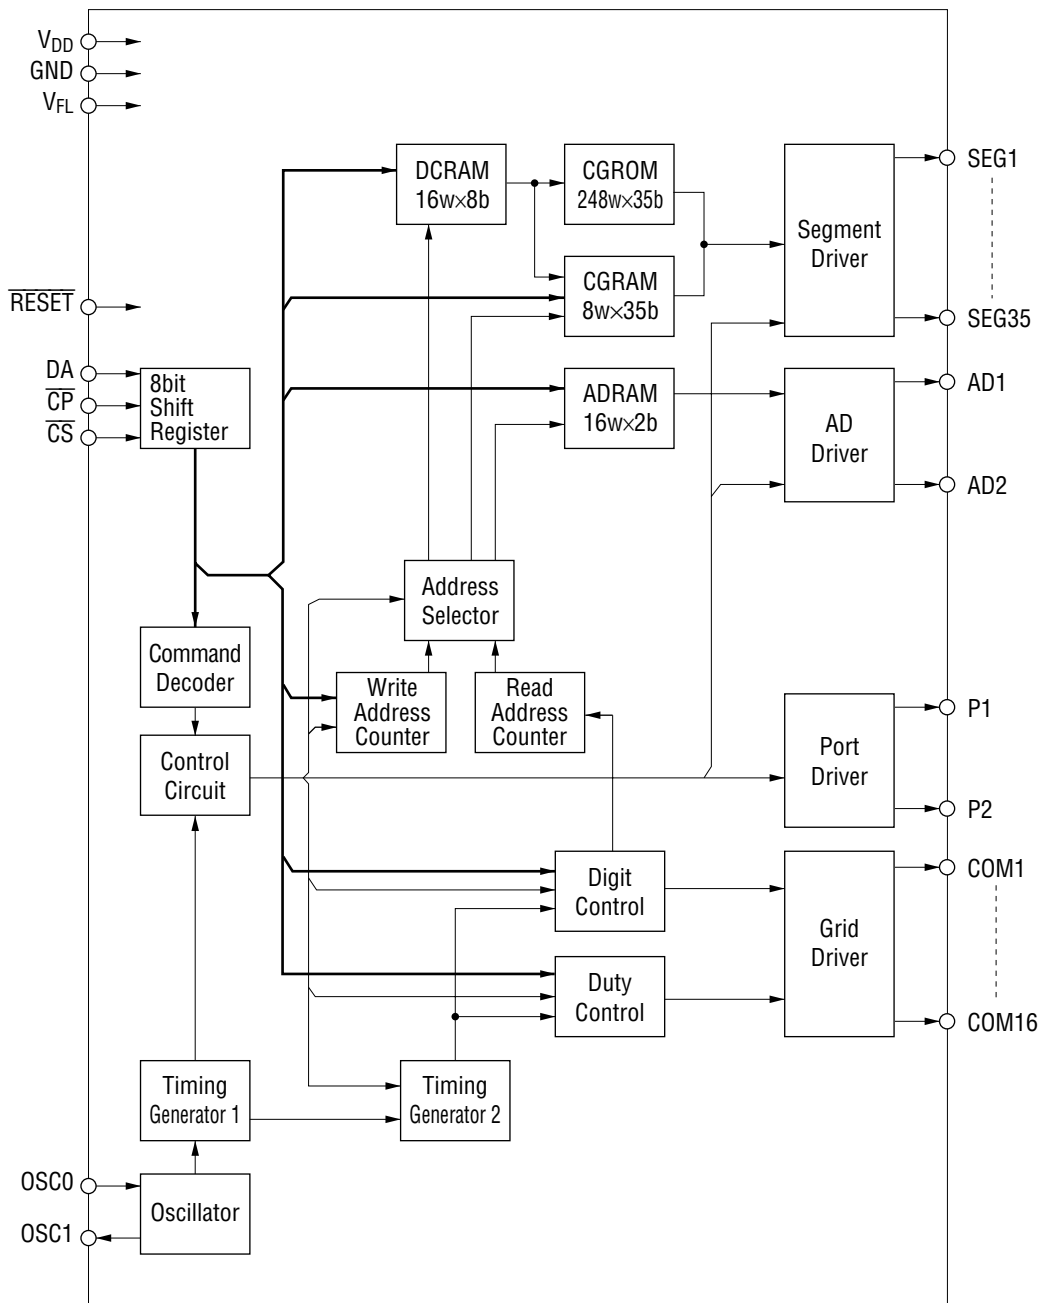 VDD
GND
VFL
RESET
DA
CP
CS
8bit
Shift
Register
DCRAM
16w×8b
CGROM
248w×35b
CGRAM
8w×35b
ADRAM
16w×2b
Segment
Driver
SEG1
SEG35
AD
Driver
AD1
AD2
Address
Selector
Command
Decoder
Write
Address
Counter
Read
Address
Counter
Control
Circuit
Port
Driver
P1
P2
Digit
Control
Duty
Control
Grid
Driver
COM1
COM16
Timing
Generator 1
Timing
Generator 2
OSC0
OSC1
Oscillator